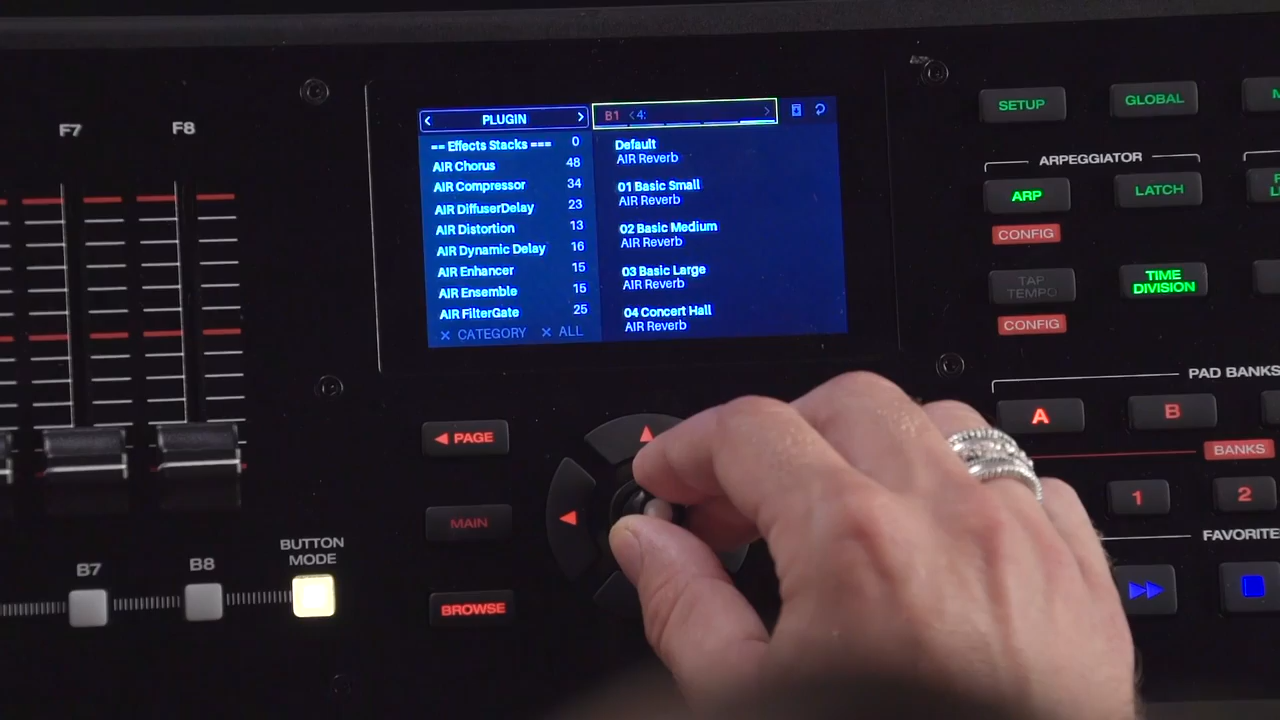 F7
F8
PLUGIN
== Effects Stacks === 0
AIR Chorus 48
AIR Compressor 34
AIR DiffuserDelay 23
AIR Distortion 13
AIR Dynamic Delay 16
AIR Enhancer 15
AIR Ensemble 15
AIR FilterGate 25
CATEGORY ALL
B1 4:
Default
AIR Reverb
01 Basic Small
AIR Reverb
02 Basic Medium
AIR Reverb
03 Basic Large
AIR Reverb
04 Concert Hall
AIR Reverb
SETUP
GLOBAL
ARPEGGIATOR
ARP
LATCH
CONFIG
TAP
TEMPO
TIME
DIVISION
CONFIG
PAD BANKS
A
B
BANKS
1
2
FAVORITE
PAGE
MAIN
BROWSE
BUTTON
MODE
B7
B8